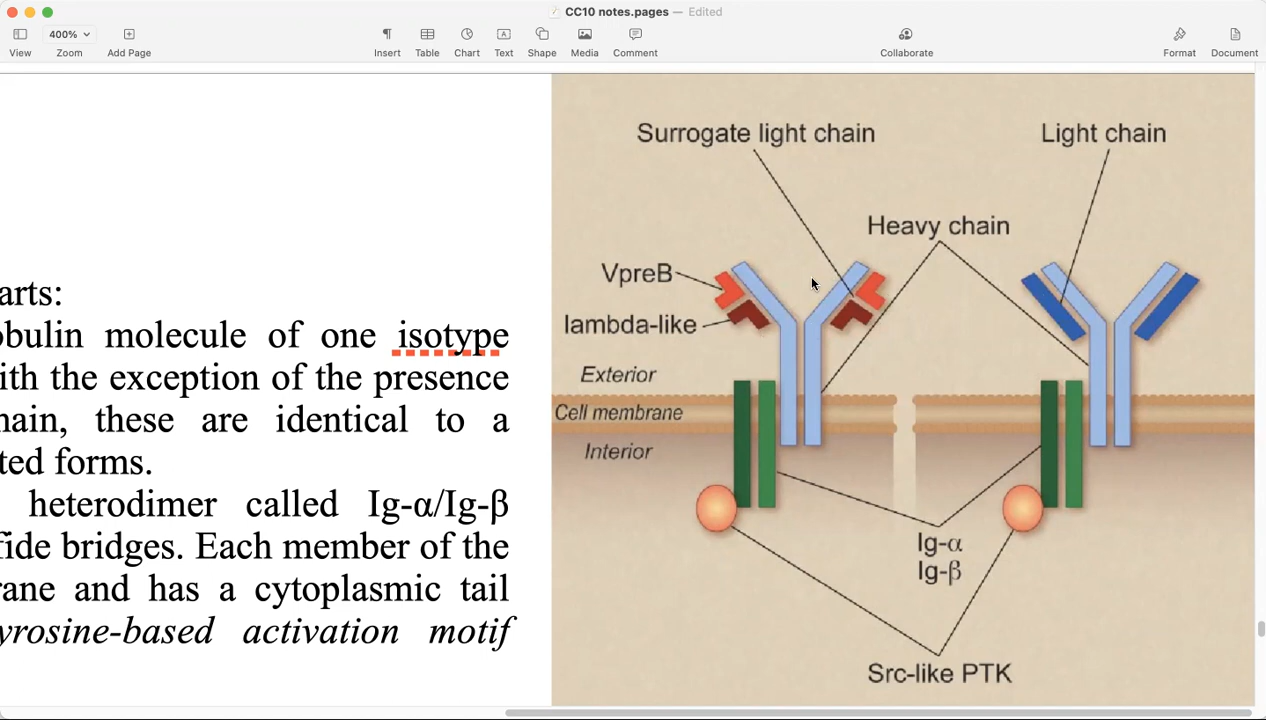 CC10 notes.pages — Edited
400%
View
Zoom
Add Page
Insert
Table
Chart
Text
Shape
Media
Comment
Collaborate
Format
Document
arts:
obulin molecule of one isotype
ith the exception of the presence
hain, these are identical to a
ted forms.
heterodimer called Ig-α/Ig-β
fide bridges. Each member of the
rane and has a cytoplasmic tail
yrosine-based activation motif
Surrogate light chain
Light chain
Heavy chain
VpreB
lambda-like
Exterior
Cell membrane
Interior
Ig-α
Ig-β
Src-like PTK